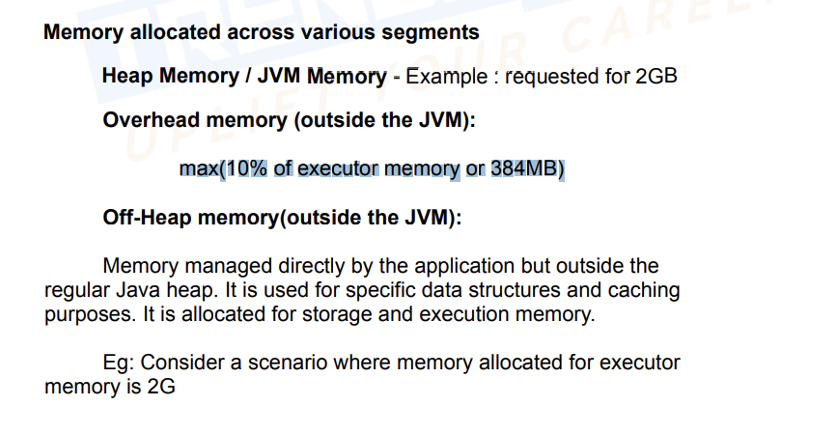 Memory allocated across various segments
Heap Memory / JVM Memory - Example : requested for 2GB
Overhead memory (outside the JVM):
max(10% of executor memory or 384MB)
Off-Heap memory(outside the JVM):
Memory managed directly by the application but outside the
regular Java heap. It is used for specific data structures and caching
purposes. It is allocated for storage and execution memory.
Eg: Consider a scenario where memory allocated for executor
memory is 2G
UPLIFT YOUR CAREER